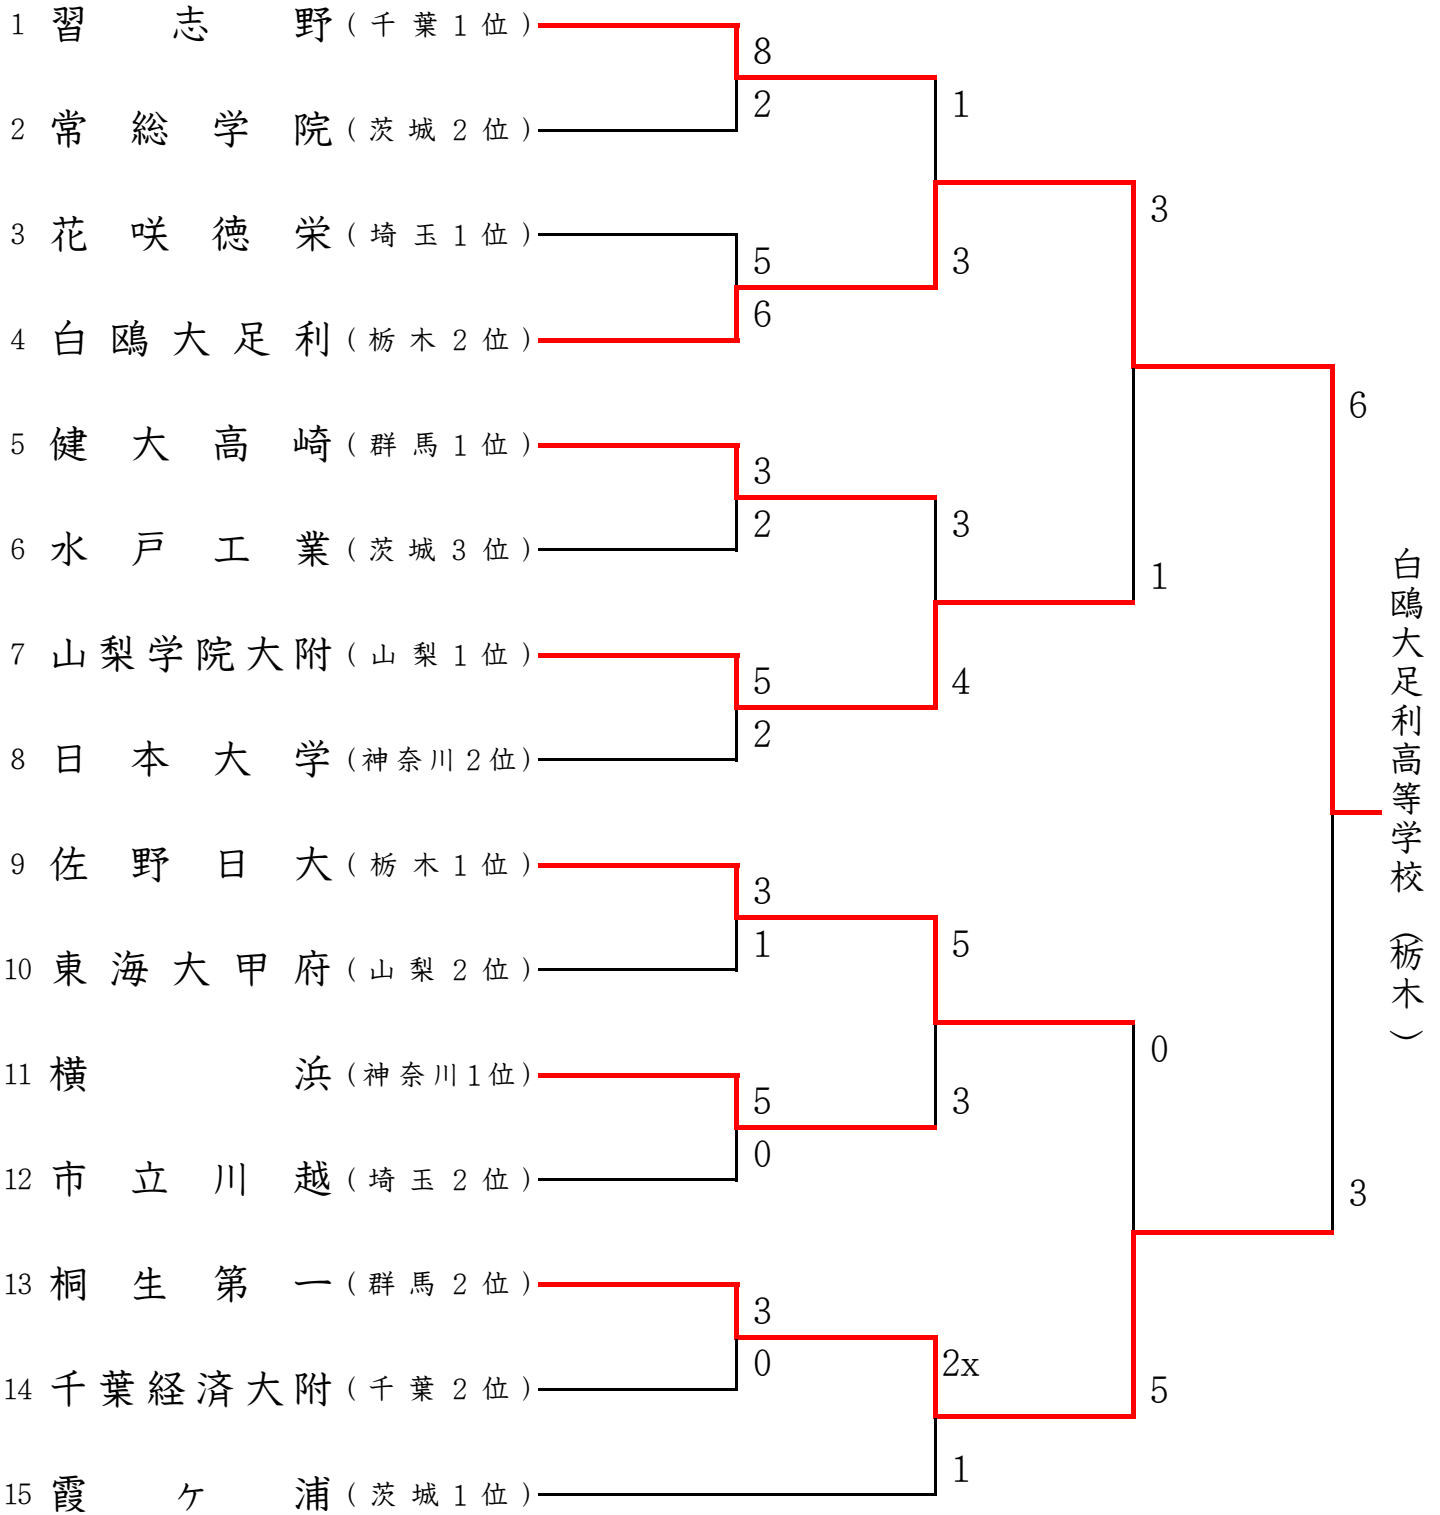 1 習志野(千葉1位)
8
2
1
2 常総学院(茨城2位)
3 花咲徳栄(埼玉1位)
3
5
3
6
4 白鴎大足利(栃木2位)
6
5 健大高崎(群馬1位)
3
2
3
6 水戸工業(茨城3位)
1
7 山梨学院大附(山梨1位)
5
4
2
8 日本大学(神奈川2位)
白鴎大足利高等学校(栃木)
9 佐野日大(栃木1位)
3
1
5
10 東海大甲府(山梨2位)
0
11 横浜(神奈川1位)
5
3
0
12 市立川越(埼玉2位)
3
13 桐生第一(群馬2位)
3
0
2x
14 千葉経済大附(千葉2位)
5
1
15 霞ヶ浦(茨城1位)